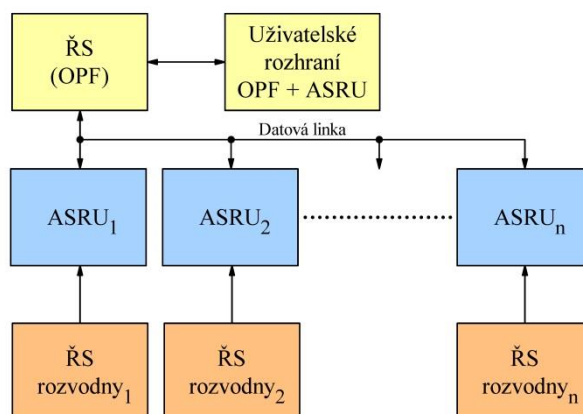 ŘS
(OPF)
Uživatelské
rozhraní
OPF + ASRU
Datová linka
ASRU1
ASRU2
ASRUn
ŘS
rozvodny1
ŘS
rozvodny2
ŘS
rozvodnyn